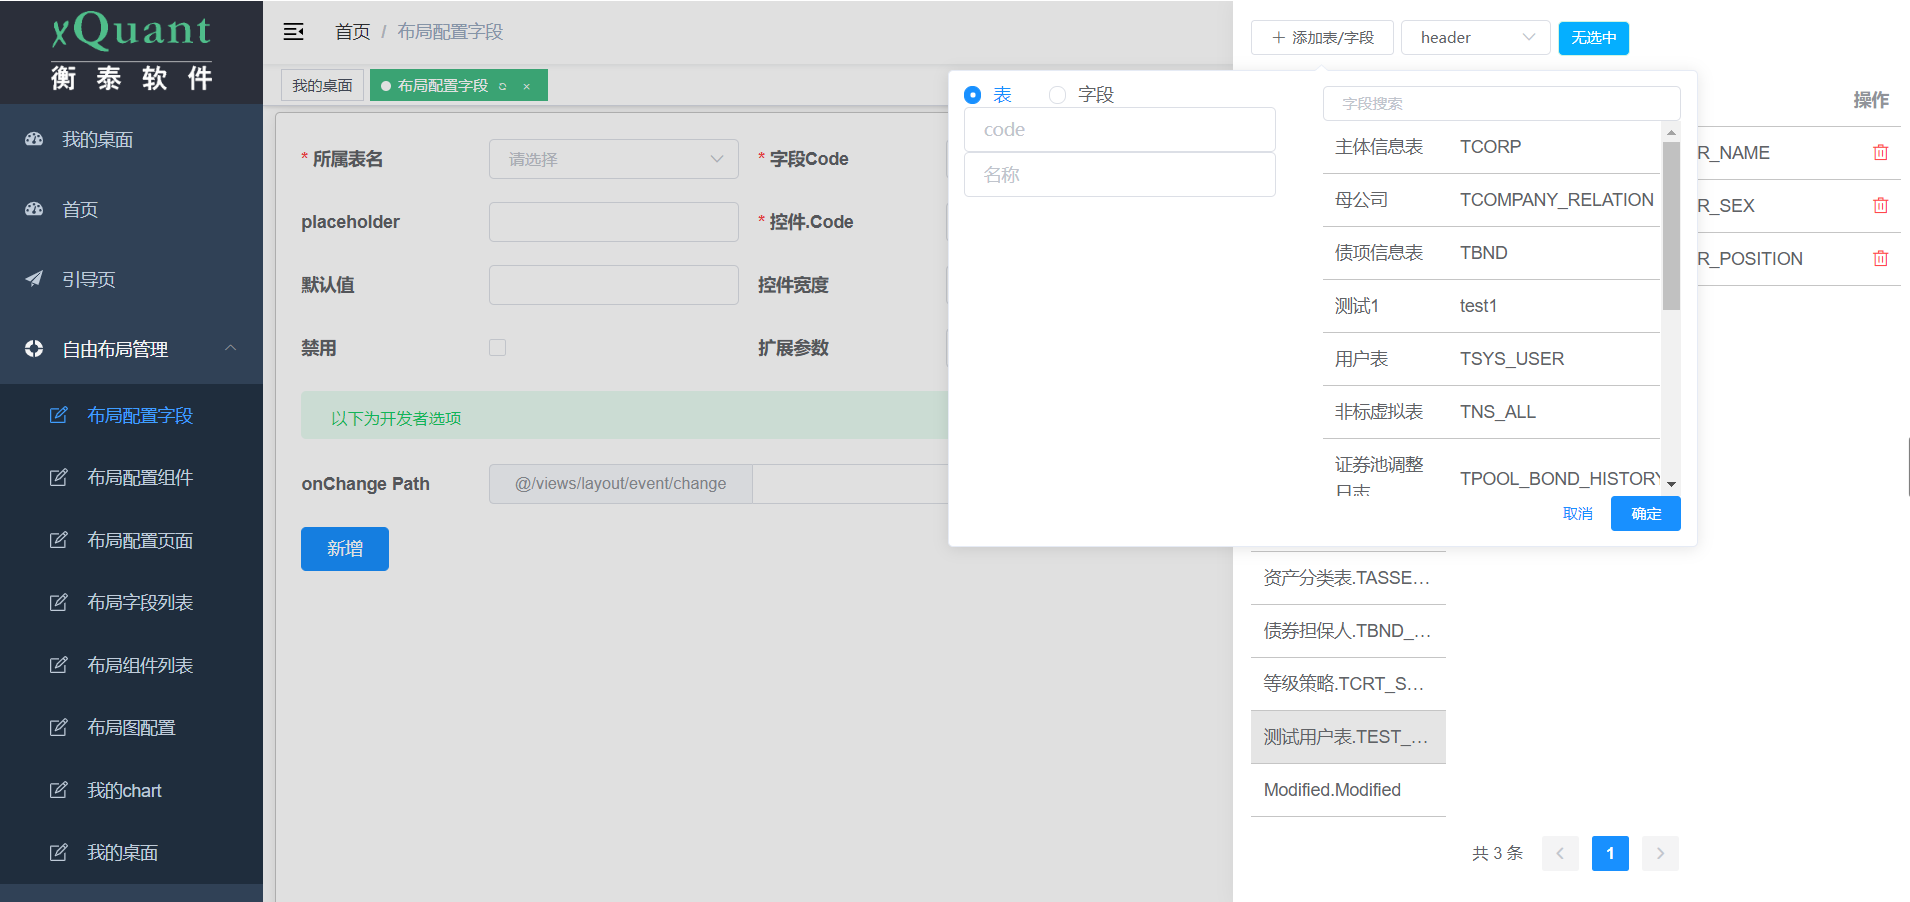 xQuant
衡泰软件
我的桌面
首页
引导页
自由布局管理
布局配置字段
布局配置组件
布局配置页面
布局字段列表
布局组件列表
布局图配置
我的chart
我的桌面
首页 / 布局配置字段
我的桌面
布局配置字段
* 所属表名
请选择
* 字段Code
placeholder
* 控件.Code
默认值
控件宽度
禁用
扩展参数
以下为开发者选项
onChange Path
@/views/layout/event/change
新增
添加表/字段
header
无选中
操作
R_NAME
R_SEX
R_POSITION
表
字段
code
名称
字段搜索
主体信息表 TCORP
母公司 TCOMPANY_RELATION
债项信息表 TBND
测试1 test1
用户表 TSYS_USER
非标虚拟表 TNS_ALL
证券池调整
日志
TPOOL_BOND_HISTORY
取消
确定
资产分类表.TASSE...
债券担保人.TBND_...
等级策略.TCRT_S...
测试用户表.TEST_...
Modified.Modified
共 3 条
1